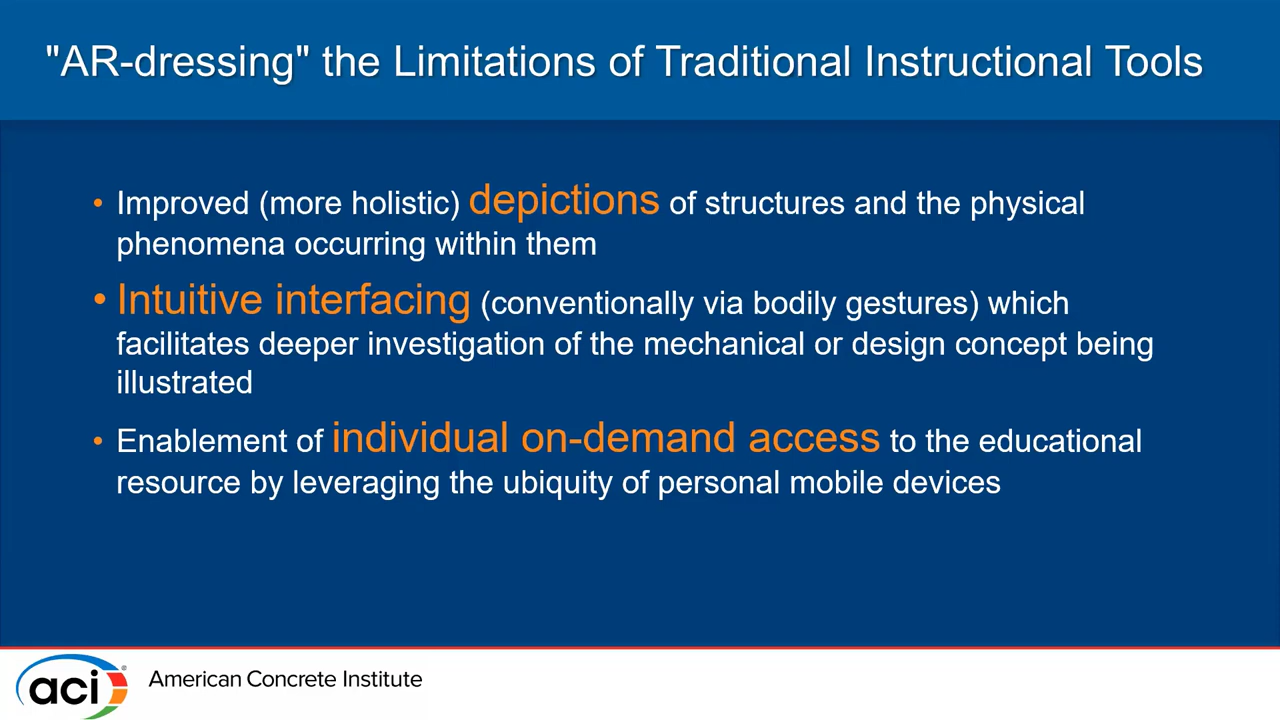 "AR-dressing" the Limitations of Traditional Instructional Tools
• Improved (more holistic) depictions of structures and the physical
phenomena occurring within them
• Intuitive interfacing (conventionally via bodily gestures) which
facilitates deeper investigation of the mechanical or design concept being
illustrated
• Enablement of individual on-demand access to the educational
resource by leveraging the ubiquity of personal mobile devices
aci® American Concrete Institute